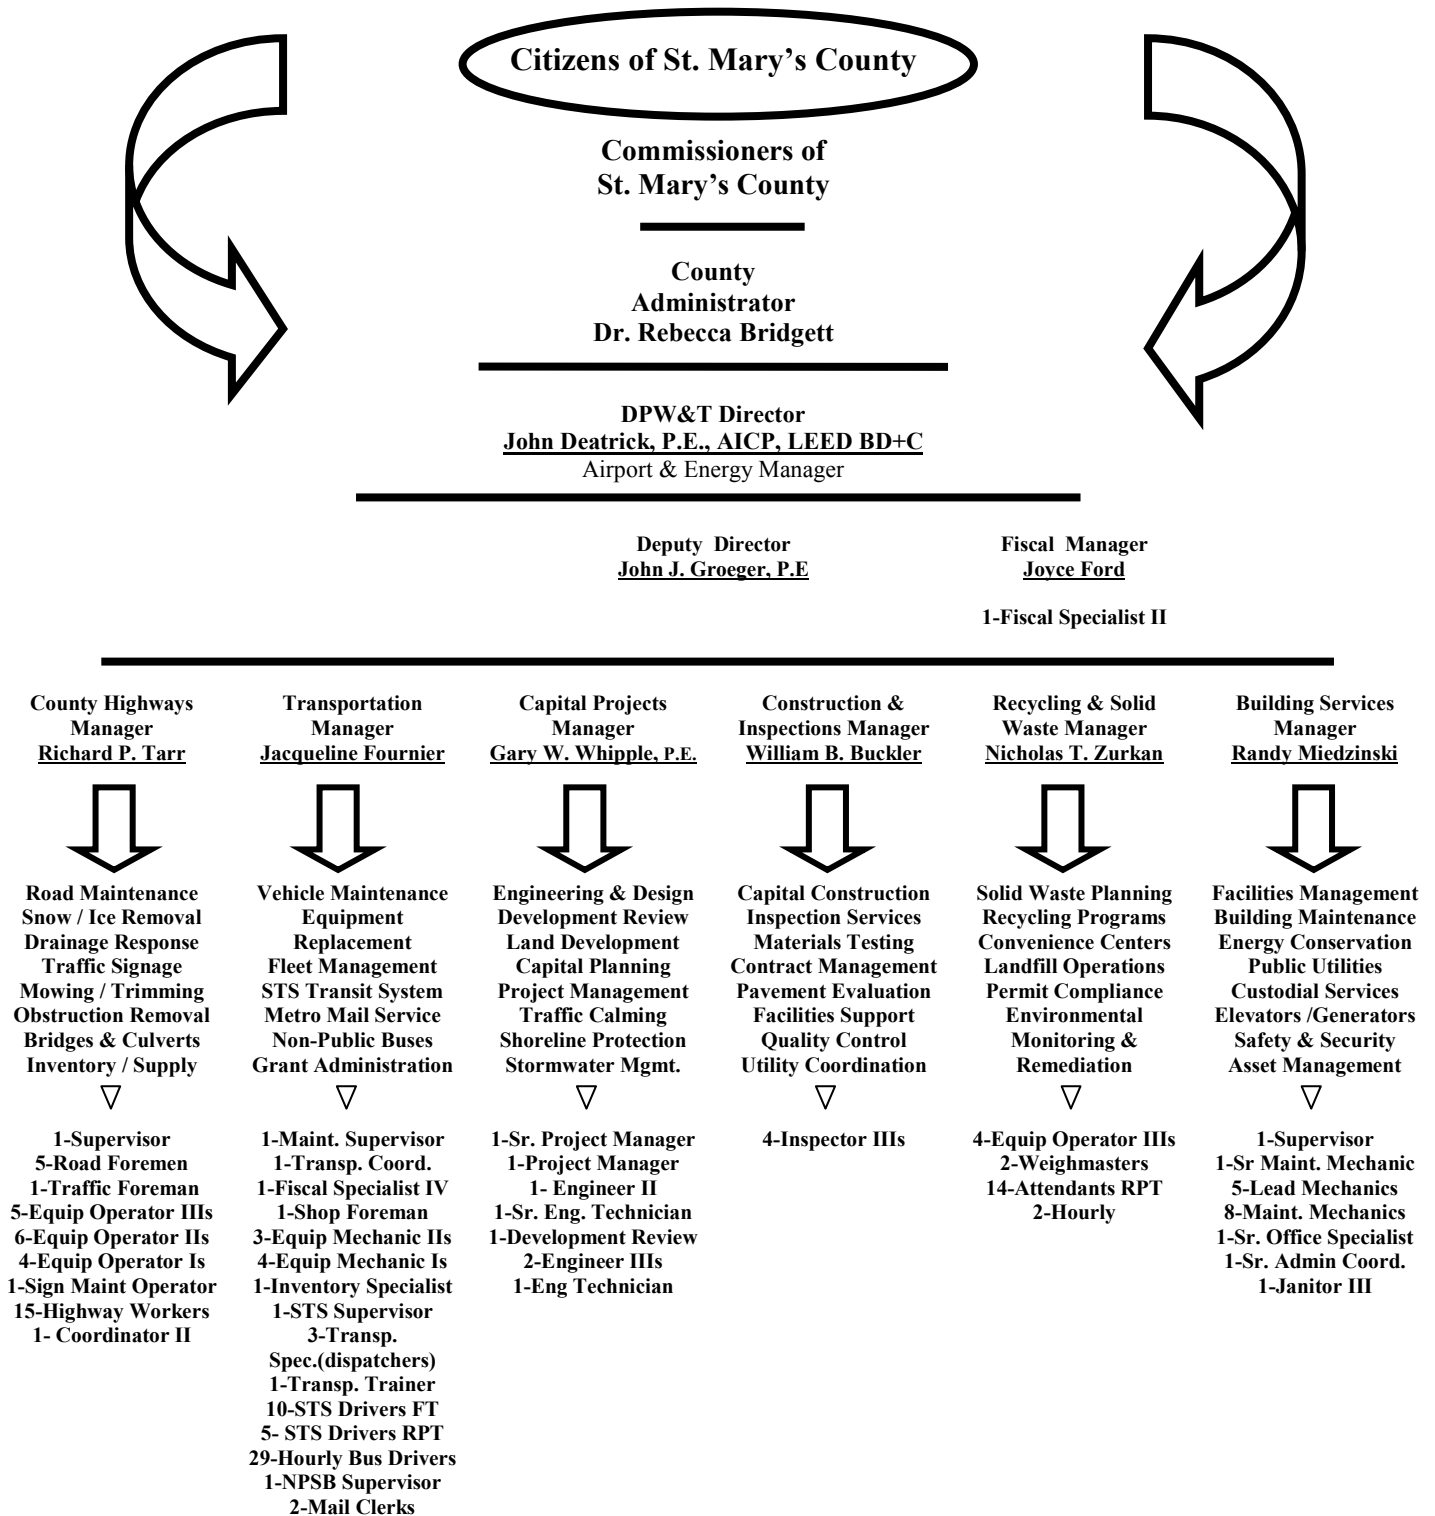 Citizens of St. Mary's County
Commissioners of
St. Mary's County
County
Administrator
Dr. Rebecca Bridgett
DPW&T Director
John Deatrick, P.E., AICP, LEED BD+C
Airport & Energy Manager
Deputy Director
John J. Groeger, P.E
Fiscal Manager
Joyce Ford
1-Fiscal Specialist II
County Highways
Manager
Richard P. Tarr
Road Maintenance
Snow / Ice Removal
Drainage Response
Traffic Signage
Mowing / Trimming
Obstruction Removal
Bridges & Culverts
Inventory / Supply
1-Supervisor
5-Road Foremen
1-Traffic Foreman
5-Equip Operator IIIs
6-Equip Operator IIs
4-Equip Operator Is
1-Sign Maint Operator
15-Highway Workers
1- Coordinator II
Transportation
Manager
Jacqueline Fournier
Vehicle Maintenance
Equipment
Replacement
Fleet Management
STS Transit System
Metro Mail Service
Non-Public Buses
Grant Administration
1-Maint. Supervisor
1-Transp. Coord.
1-Fiscal Specialist IV
1-Shop Foreman
3-Equip Mechanic IIs
4-Equip Mechanic Is
1-Inventory Specialist
1-STS Supervisor
3-Transp.
Spec.(dispatchers)
1-Transp. Trainer
10-STS Drivers FT
5- STS Drivers RPT
29-Hourly Bus Drivers
1-NPSB Supervisor
2-Mail Clerks
Capital Projects
Manager
Gary W. Whipple, P.E.
Engineering & Design
Development Review
Land Development
Capital Planning
Project Management
Traffic Calming
Shoreline Protection
Stormwater Mgmt.
1-Sr. Project Manager
1-Project Manager
1- Engineer II
1-Sr. Eng. Technician
1-Development Review
2-Engineer IIIs
1-Eng Technician
Construction &
Inspections Manager
William B. Buckler
Capital Construction
Inspection Services
Materials Testing
Contract Management
Pavement Evaluation
Facilities Support
Quality Control
Utility Coordination
4-Inspector IIIs
Recycling & Solid
Waste Manager
Nicholas T. Zurkan
Solid Waste Planning
Recycling Programs
Convenience Centers
Landfill Operations
Permit Compliance
Environmental
Monitoring &
Remediation
4-Equip Operator IIIs
2-Weighmasters
14-Attendants RPT
2-Hourly
Building Services
Manager
Randy Miedzinski
Facilities Management
Building Maintenance
Energy Conservation
Public Utilities
Custodial Services
Elevators /Generators
Safety & Security
Asset Management
1-Supervisor
1-Sr Maint. Mechanic
5-Lead Mechanics
8-Maint. Mechanics
1-Sr. Office Specialist
1-Sr. Admin Coord.
1-Janitor III